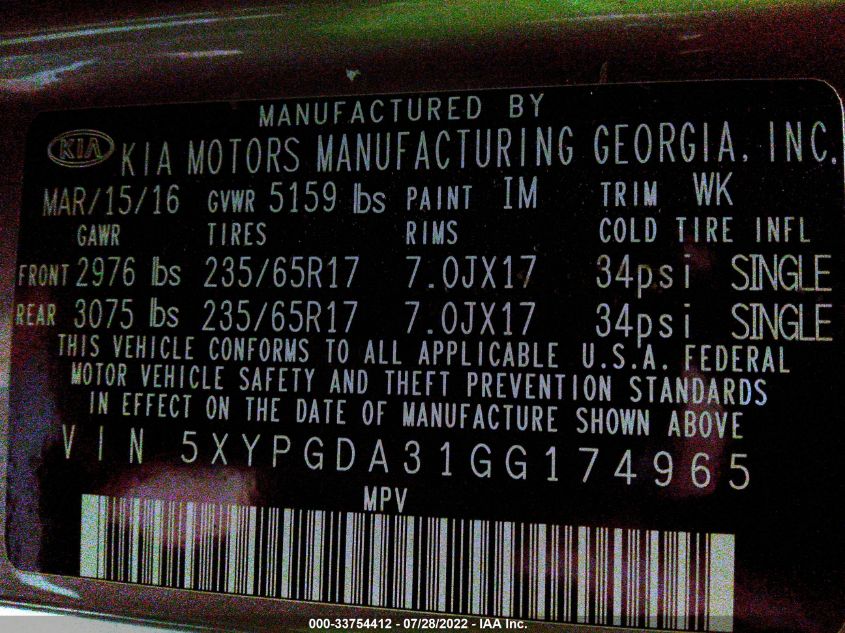 MANUFACTURED BY
KIA KIA MOTORS MANUFACTURING GEORGIA, INC.
MAR/15/16 GVWR 5159 lbs PAINT IM TRIM WK
GAWR TIRES RIMS COLD TIRE INFL
FRONT 2976 lbs 235/65R17 7.0JX17 34psi SINGLE
REAR 3075 lbs 235/65R17 7.0JX17 34psi SINGLE
THIS VEHICLE CONFORMS TO ALL APPLICABLE U.S.A. FEDERAL
MOTOR VEHICLE SAFETY AND THEFT PREVENTION STANDARDS
IN EFFECT ON THE DATE OF MANUFACTURE SHOWN ABOVE
VIN 5XYPGDA31GG174965
MPV
000-33754412 - 07/28/2022 - IAA Inc.